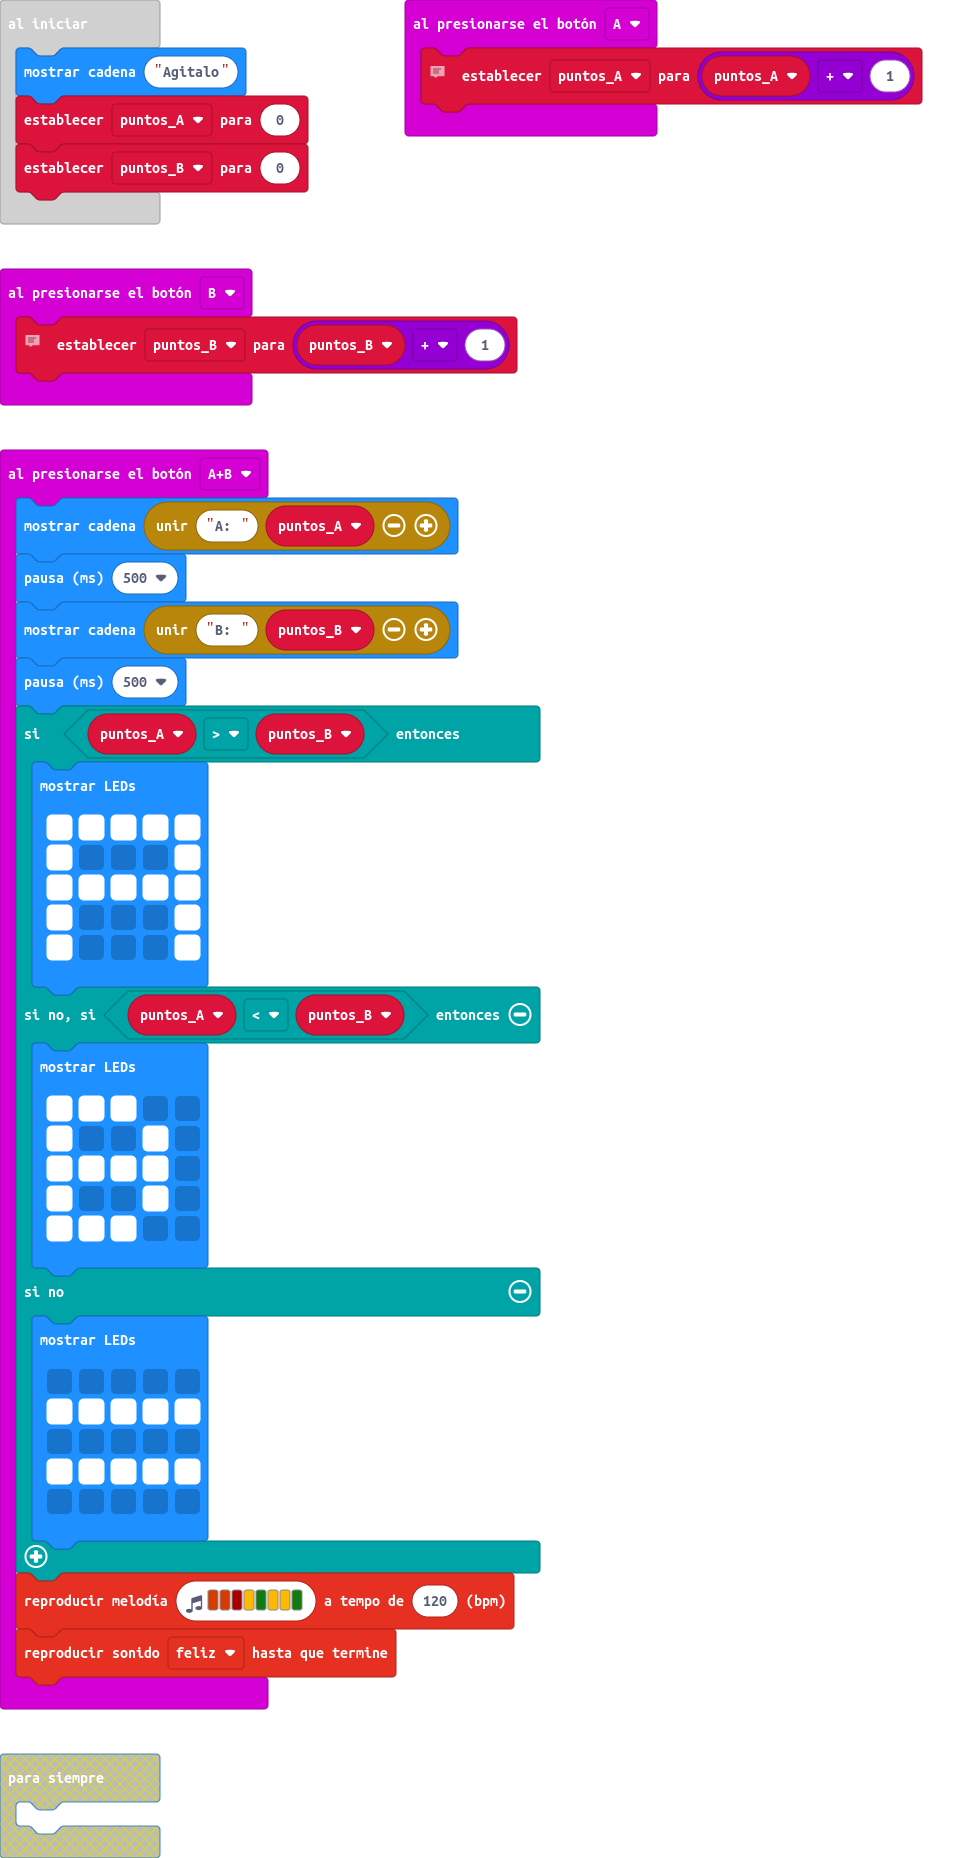 al iniciar
mostrar cadena "Agitalo"
establecer puntos_A para 0
establecer puntos_B para 0
al presionarse el botón A
establecer puntos_A para puntos_A + 1
al presionarse el botón B
establecer puntos_B para puntos_B + 1
al presionarse el botón A+B
mostrar cadena unir "A: " puntos_A
pausa (ms) 500
mostrar cadena unir "B: " puntos_B
pausa (ms) 500
si puntos_A > puntos_B entonces
mostrar LEDs
si no, si puntos_A < puntos_B entonces
mostrar LEDs
si no
mostrar LEDs
reproducir melodía a tempo de 120 (bpm)
reproducir sonido feliz hasta que termine
para siempre